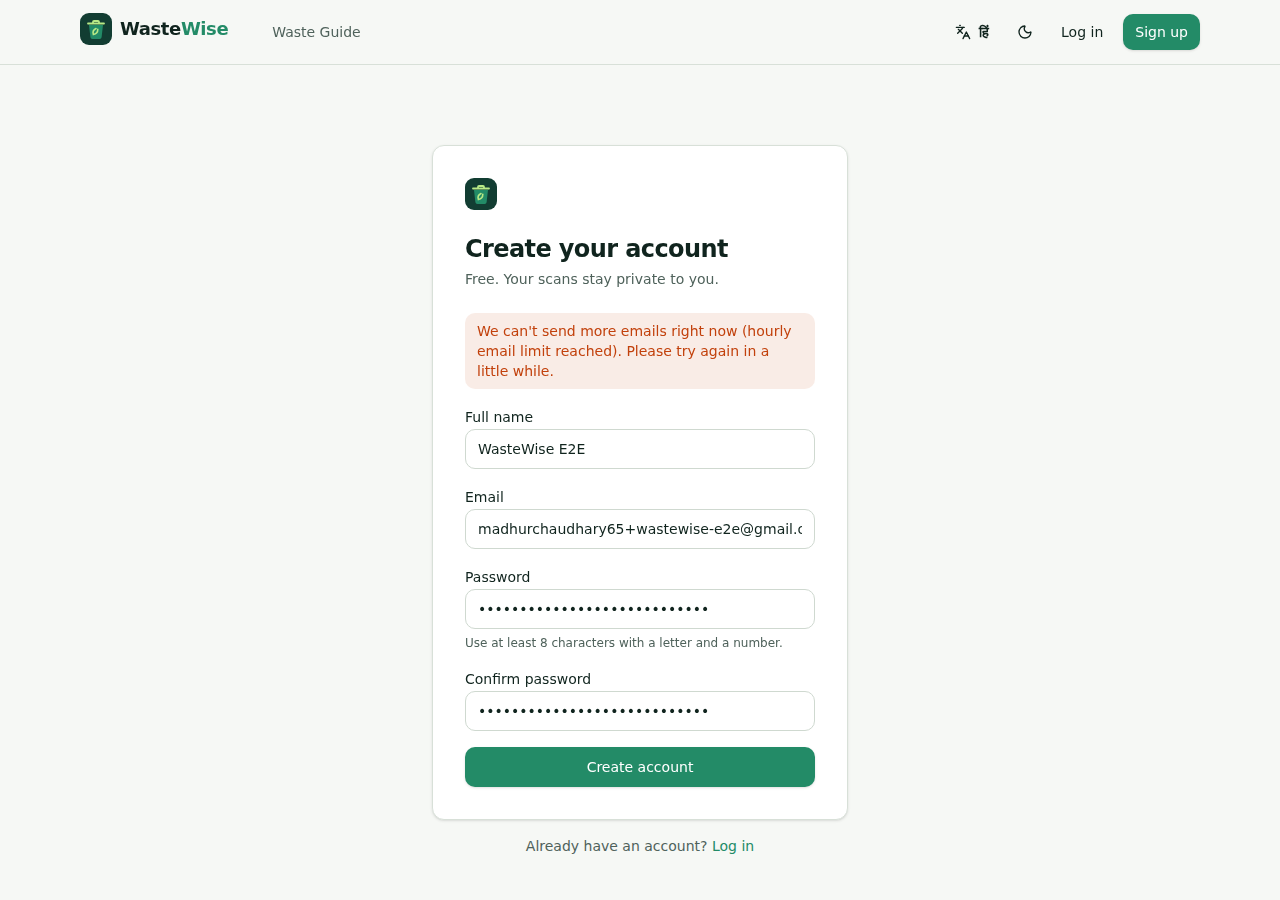 WasteWise
Waste Guide
हिं
Log in
Sign up
Create your account
Free. Your scans stay private to you.
We can't send more emails right now (hourly
email limit reached). Please try again in a
little while.
Full name
WasteWise E2E
Email
madhurchaudhary65+wastewise-e2e@gmail.c
Password
••••••••••••••••••••••••••••
Use at least 8 characters with a letter and a number.
Confirm password
••••••••••••••••••••••••••••
Create account
Already have an account? Log in